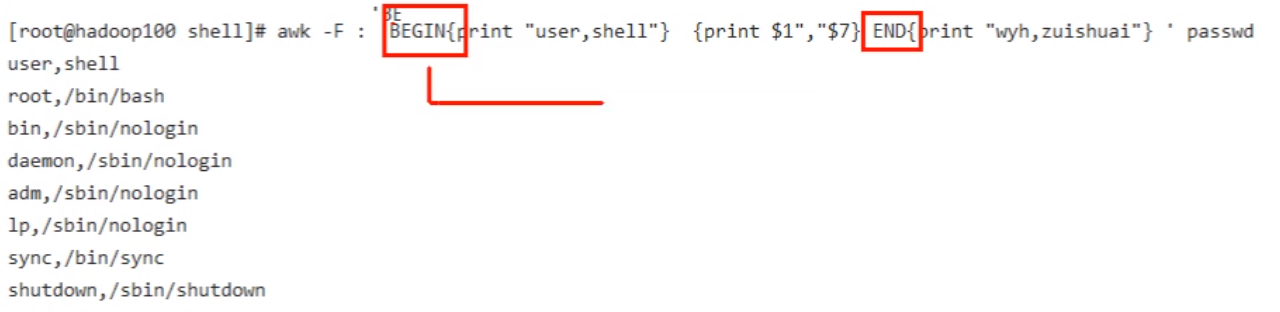 'BE
[root@hadoop100 shell]# awk -F : BEGIN{print "user,shell"} {print $1","$7} END{print "wyh,zuishuai"} ' passwd
user,shell
root,/bin/bash
bin,/sbin/nologin
daemon,/sbin/nologin
adm,/sbin/nologin
lp,/sbin/nologin
sync,/bin/sync
shutdown,/sbin/shutdown